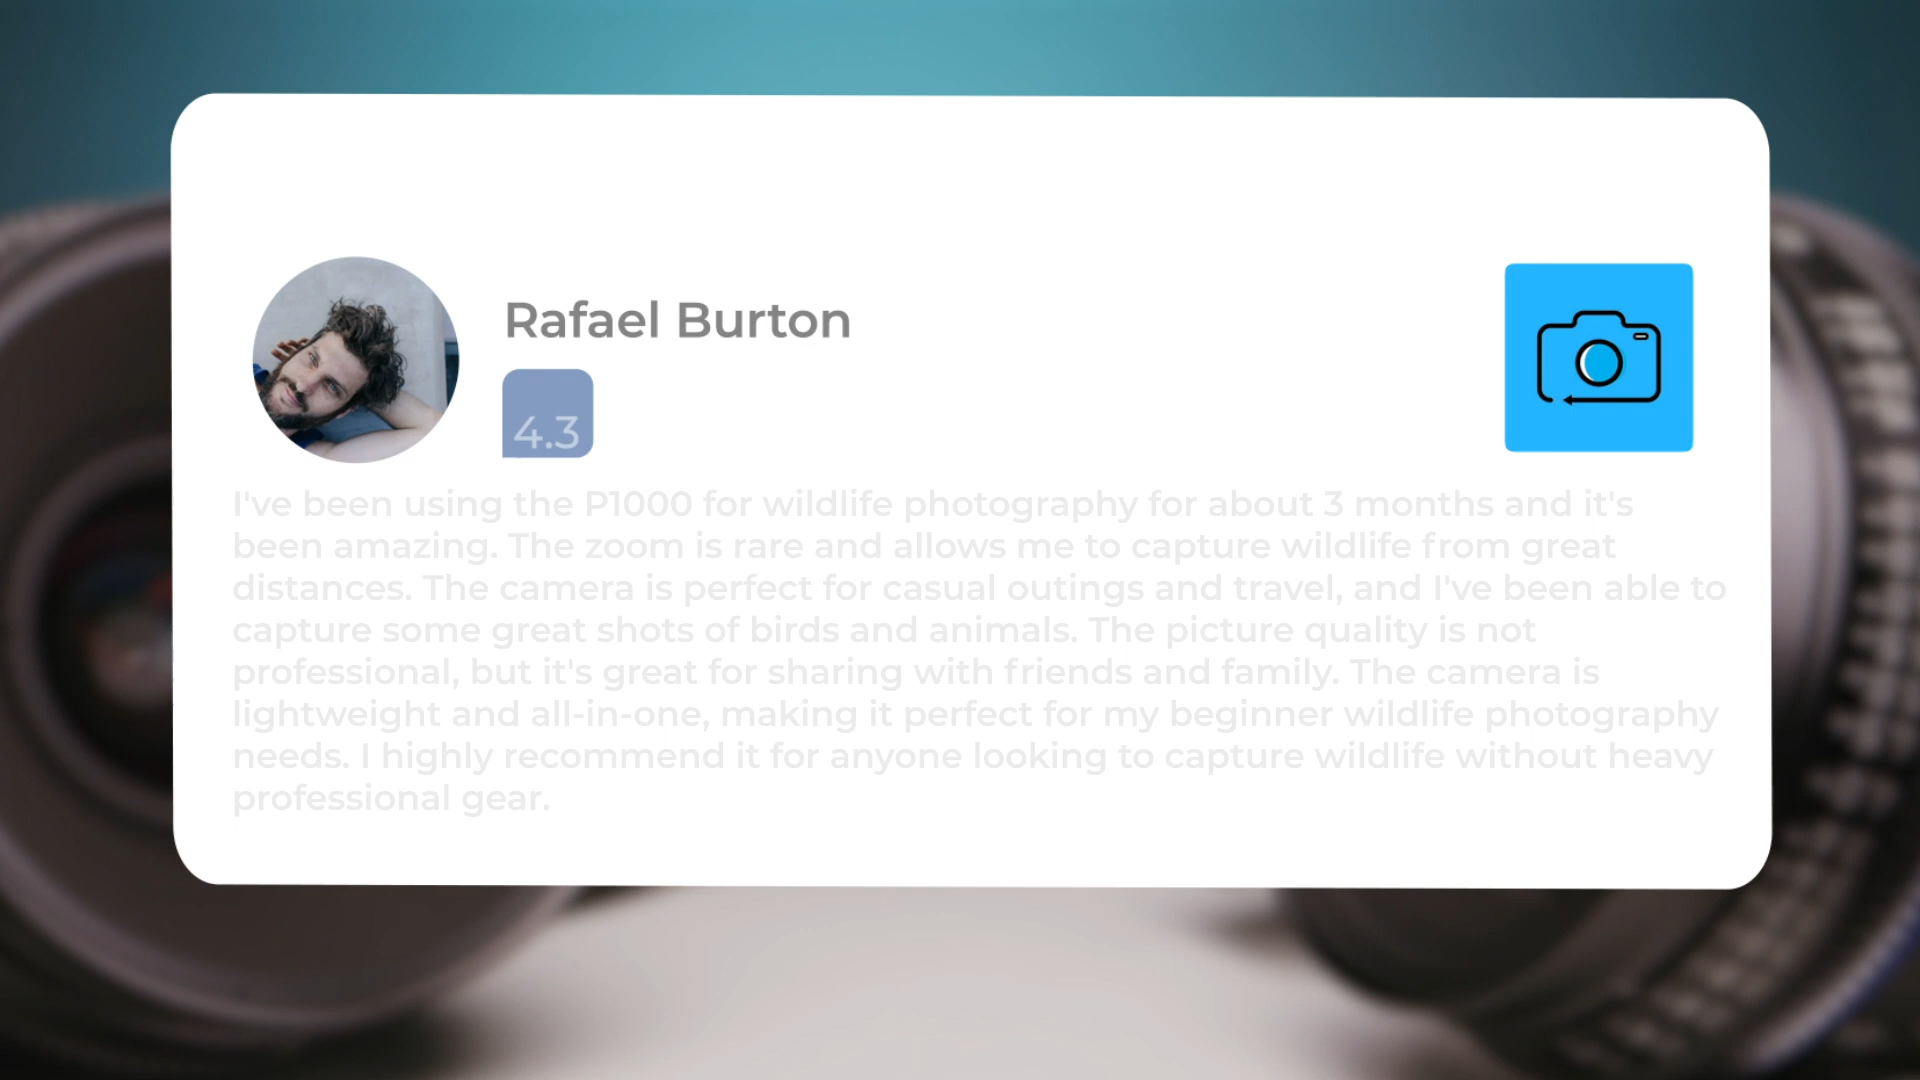 Rafael Burton
4.3
I've been using the P1000 for wildlife photography for about 3 months and it's
been amazing. The zoom is rare and allows me to capture wildlife from great
distances. The camera is perfect for casual outings and travel, and I've been able to
capture some great shots of birds and animals. The picture quality is not
professional, but it's great for sharing with friends and family. The camera is
lightweight and all-in-one, making it perfect for my beginner wildlife photography
needs. I highly recommend it for anyone looking to capture wildlife without heavy
professional gear.